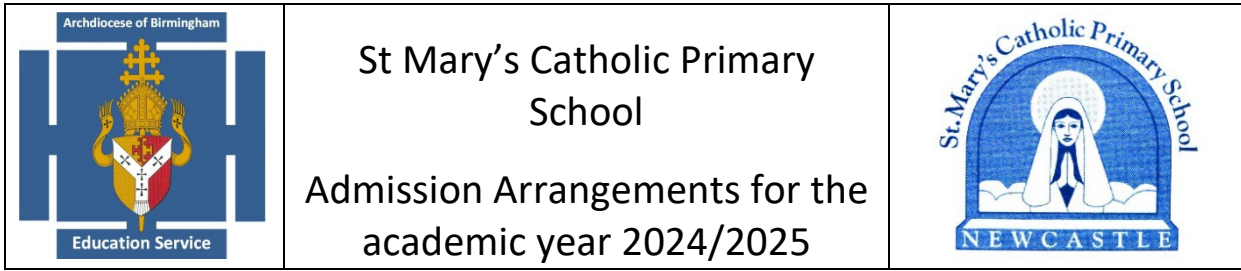 Archdiocese of Birmingham
Education Service
St Mary’s Catholic Primary
School
Admission Arrangements for the
academic year 2024/2025
St. Mary's Catholic Primary School
NEWCASTLE